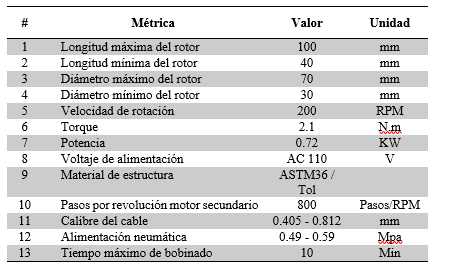 # Métrica Valor Unidad
1 Longitud máxima del rotor 100 mm
2 Longitud mínima del rotor 40 mm
3 Diámetro máximo del rotor 70 mm
4 Diámetro mínimo del rotor 30 mm
5 Velocidad de rotación 200 RPM
6 Torque 2.1 N.m
7 Potencia 0.72 KW
8 Voltaje de alimentación AC 110 V
9 Material de estructura ASTM36 /
Tol
10 Pasos por revolución motor secundario 800 Pasos/RPM
11 Calibre del cable 0.405 - 0.812 mm
12 Alimentación neumática 0.49 - 0.59 Mpa
13 Tiempo máximo de bobinado 10 Min